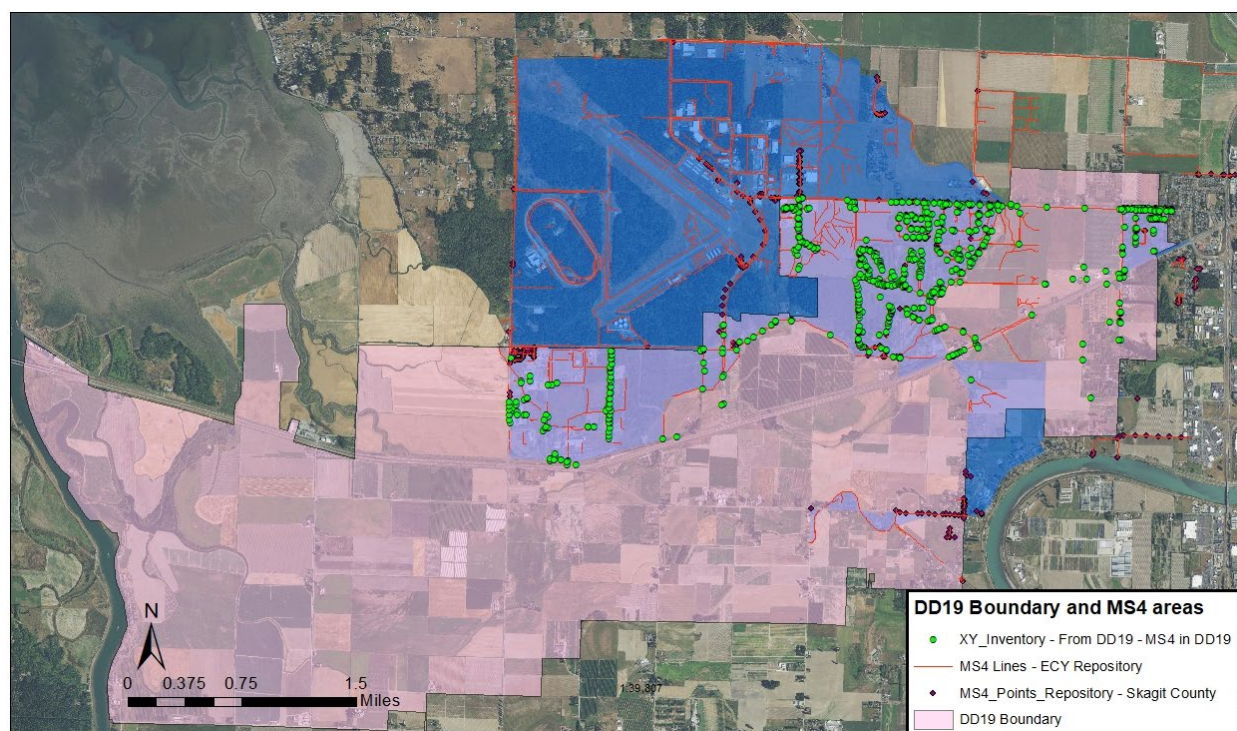 N
0 0.375 0.75 1.5
Miles
1:39,807
DD19 Boundary and MS4 areas
XY_Inventory - From DD19 - MS4 in DD19
MS4 Lines - ECY Repository
MS4_Points_Repository - Skagit County
DD19 Boundary